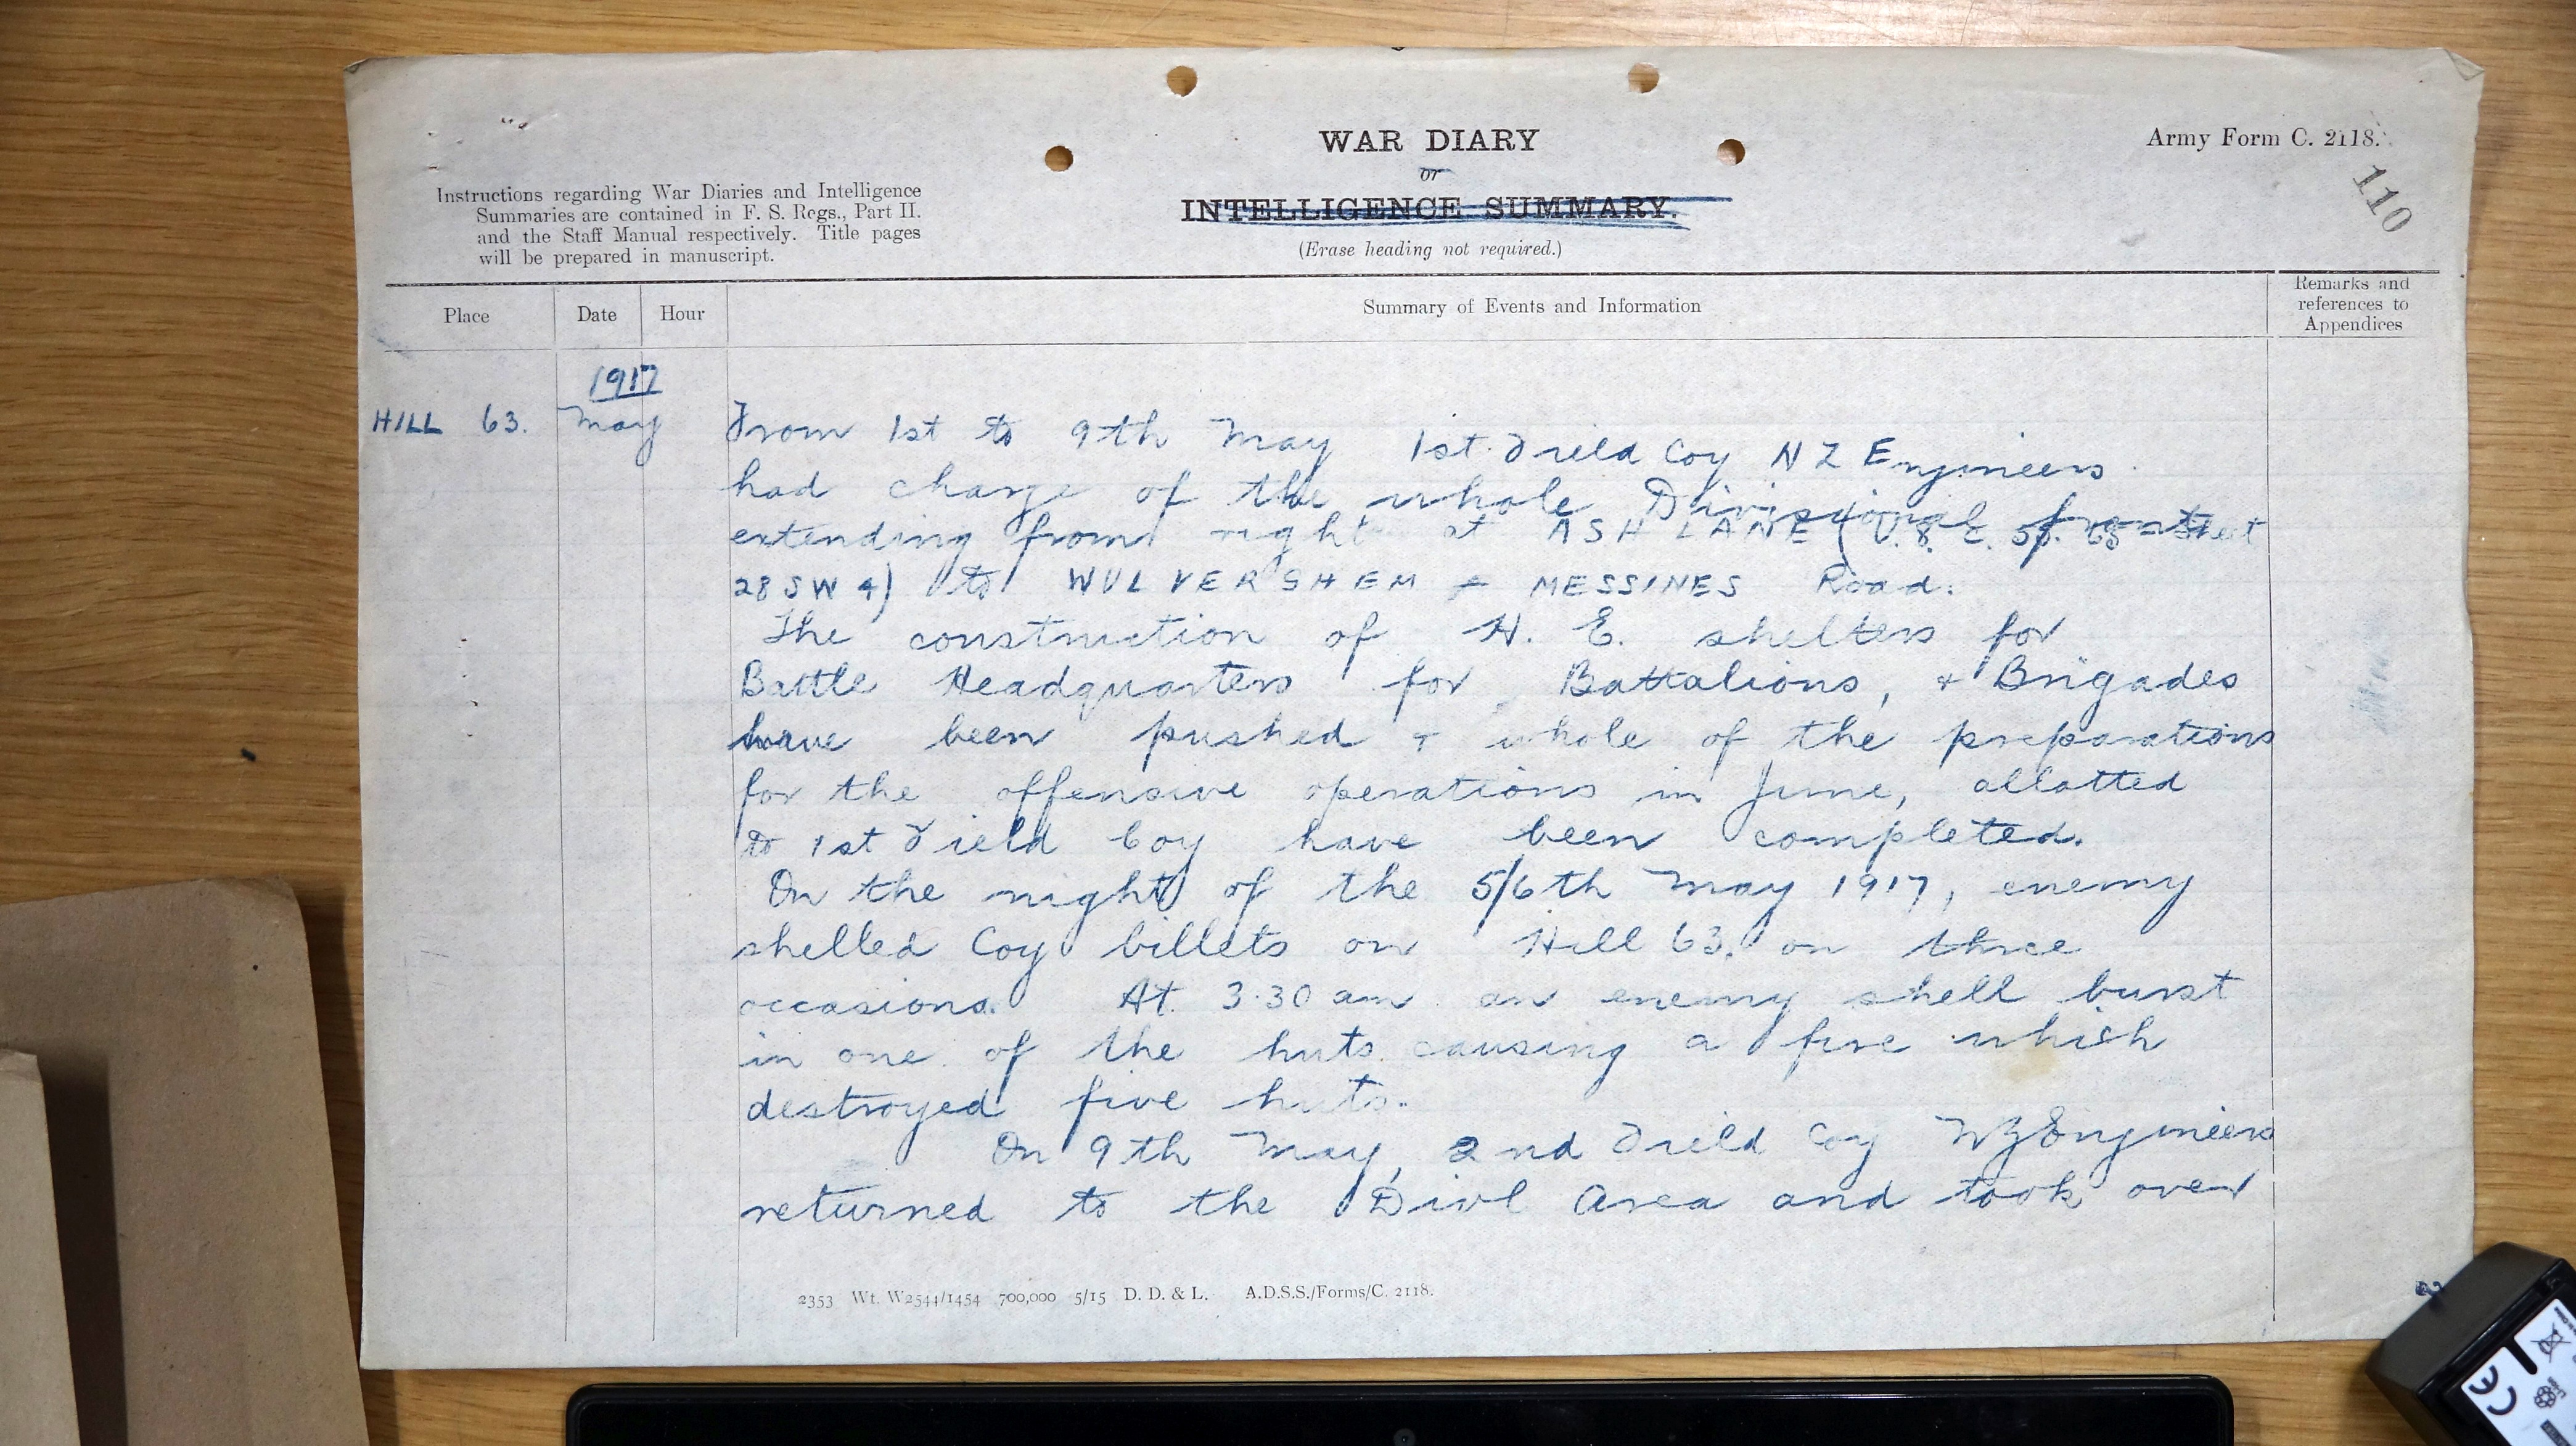 WAR DIARY
or
INTELLIGENCE SUMMARY.
(Erase heading not required.)
Army Form C. 2118.
110
Instructions regarding War Diaries and Intelligence
Summaries are contained in F. S. Regs., Part II.
and the Staff Manual respectively. Title pages
will be prepared in manuscript.
Place Date Hour Summary of Events and Information Remarks and references to Appendices
1917
HILL 63. May From 1st to 9th May 1st Field Coy N Z Engineers
had charge of the whole Divisional front
extending from right at ASH LANE (U. 8. Sheet
28 SW 4) to WULVERGHEM - MESSINES Road.
The construction of H. E. shelters for
Battle Headquarters for Battalions, & Brigades
have been pushed & whole of the preparations
for the offensive operations in June, allotted
to 1st Field Coy have been completed.
On the night of the 5/6th May 1917, enemy
shelled Coy billets on Hill 63. on three
occasions. At 3.30 am an enemy shell burst
in one of the huts causing a fire which
destroyed five huts.
On 9th May, 2nd Field Coy NZ Engineers
returned to the Divl Area and took over
2353 Wt. W2544/1454 700,000 5/15 D. D. & L. A.D.S.S./Forms/C. 2118.